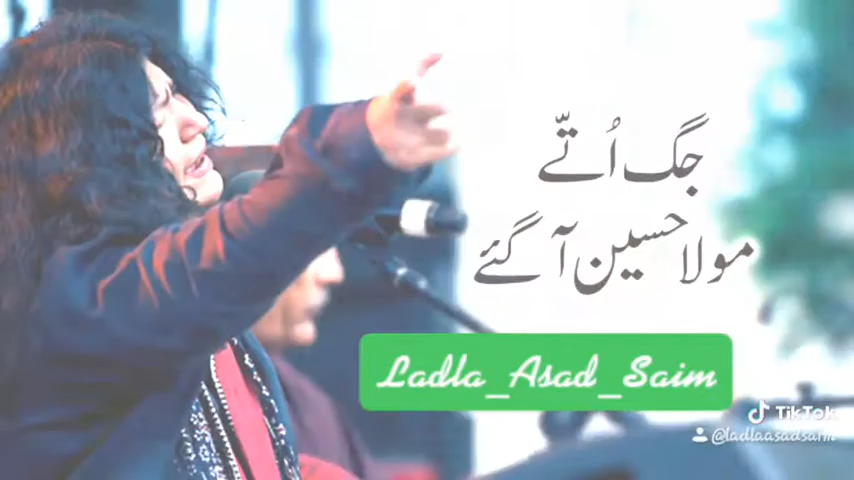 جگ اُتّے
مولا حسین آ گئے
Ladla_Asad_Saim
TikTok
@ladlaasadsaim